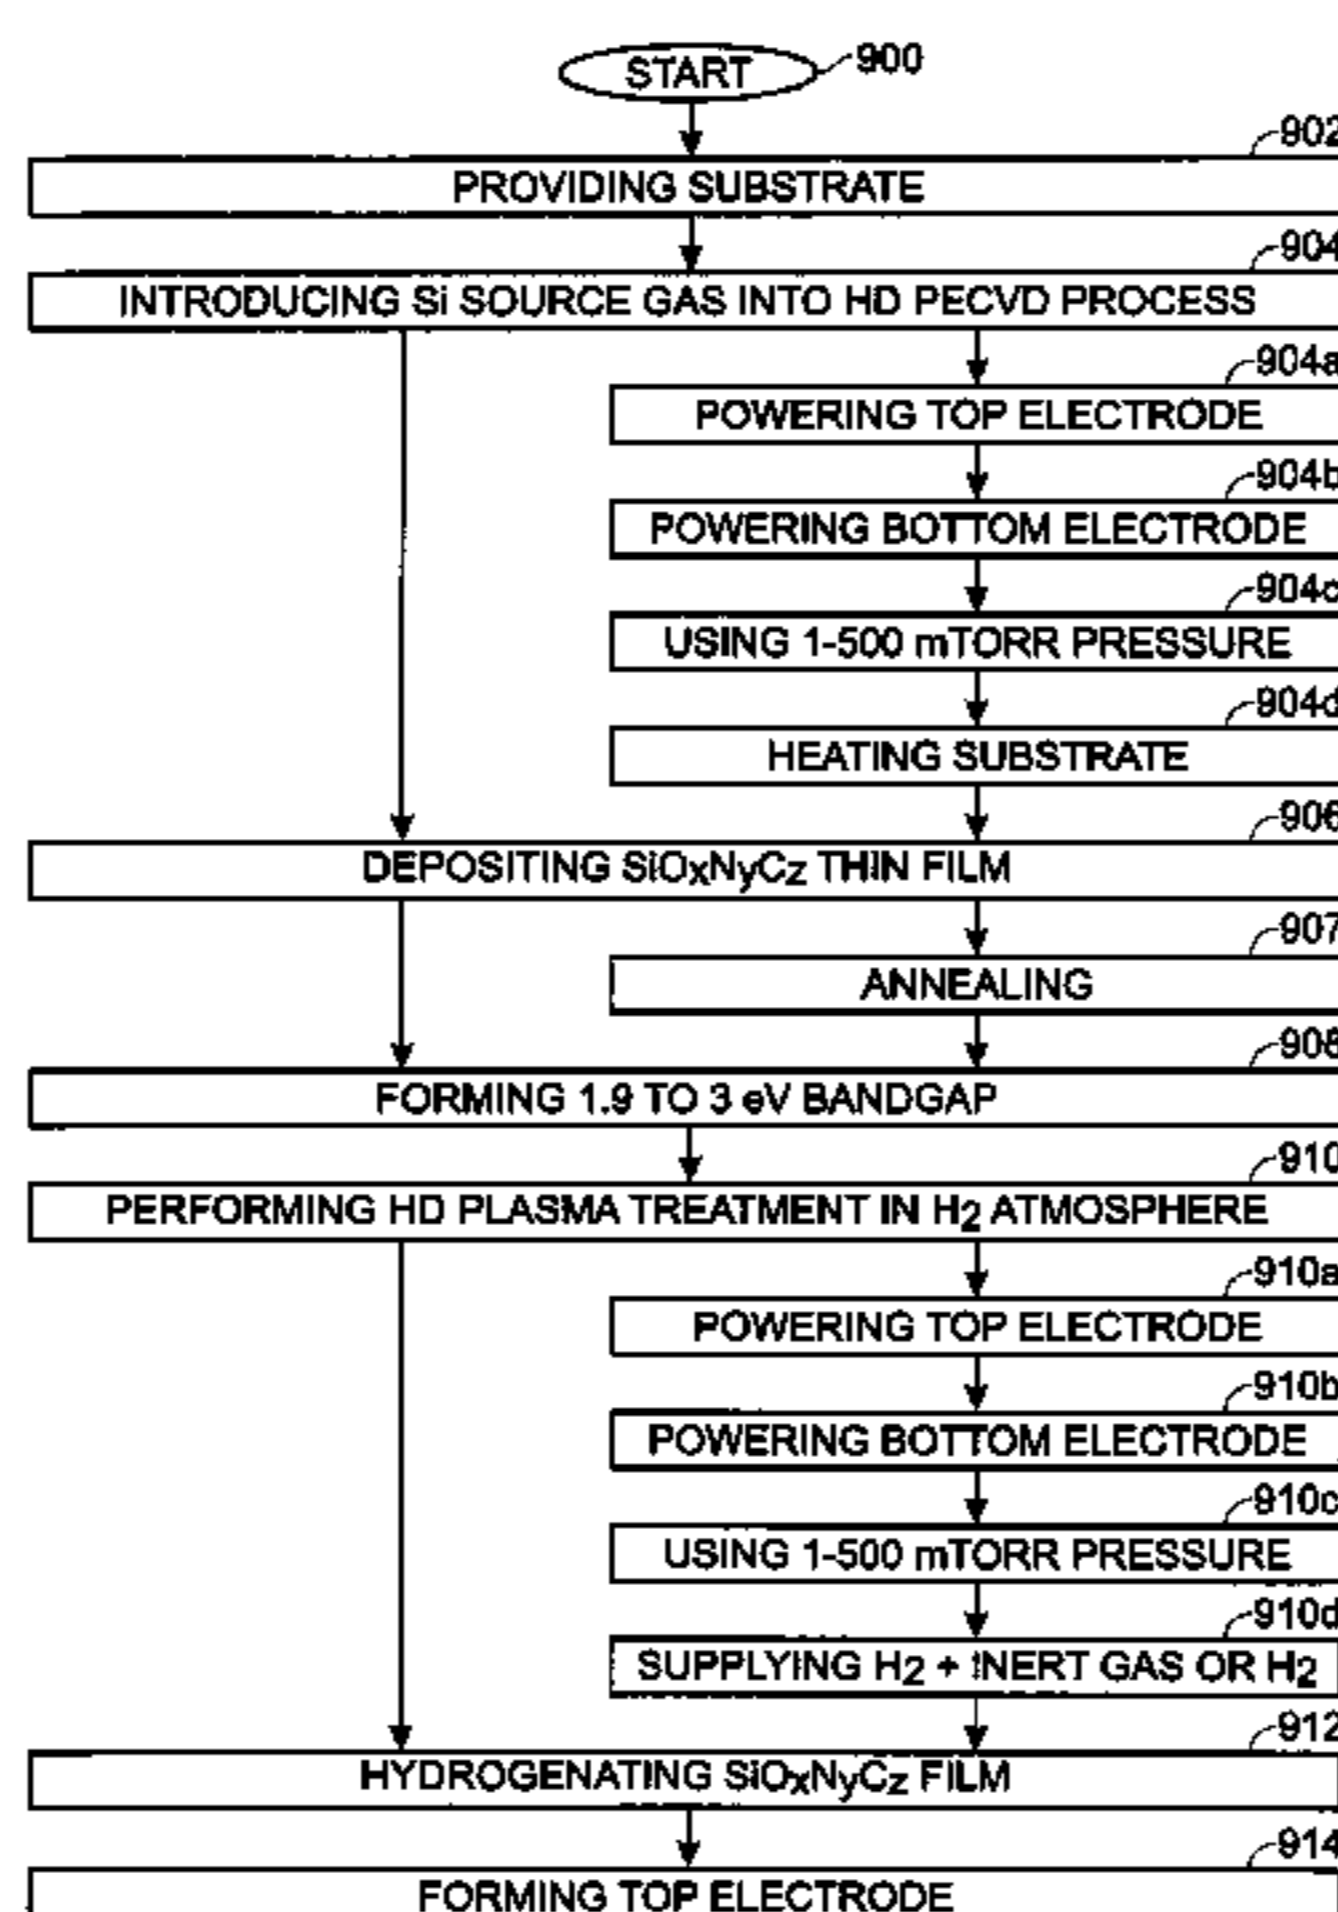 START 900
902
PROVIDING SUBSTRATE
904
INTRODUCING Si SOURCE GAS INTO HD PECVD PROCESS
904a
POWERING TOP ELECTRODE
904b
POWERING BOTTOM ELECTRODE
904c
USING 1-500 mTORR PRESSURE
904d
HEATING SUBSTRATE
906
DEPOSITING SiOxNyCz THIN FILM
907
ANNEALING
908
FORMING 1.9 TO 3 eV BANDGAP
910
PERFORMING HD PLASMA TREATMENT IN H2 ATMOSPHERE
910a
POWERING TOP ELECTRODE
910b
POWERING BOTTOM ELECTRODE
910c
USING 1-500 mTORR PRESSURE
910d
SUPPLYING H2 + INERT GAS OR H2
912
HYDROGENATING SiOxNyCz FILM
914
FORMING TOP ELECTRODE